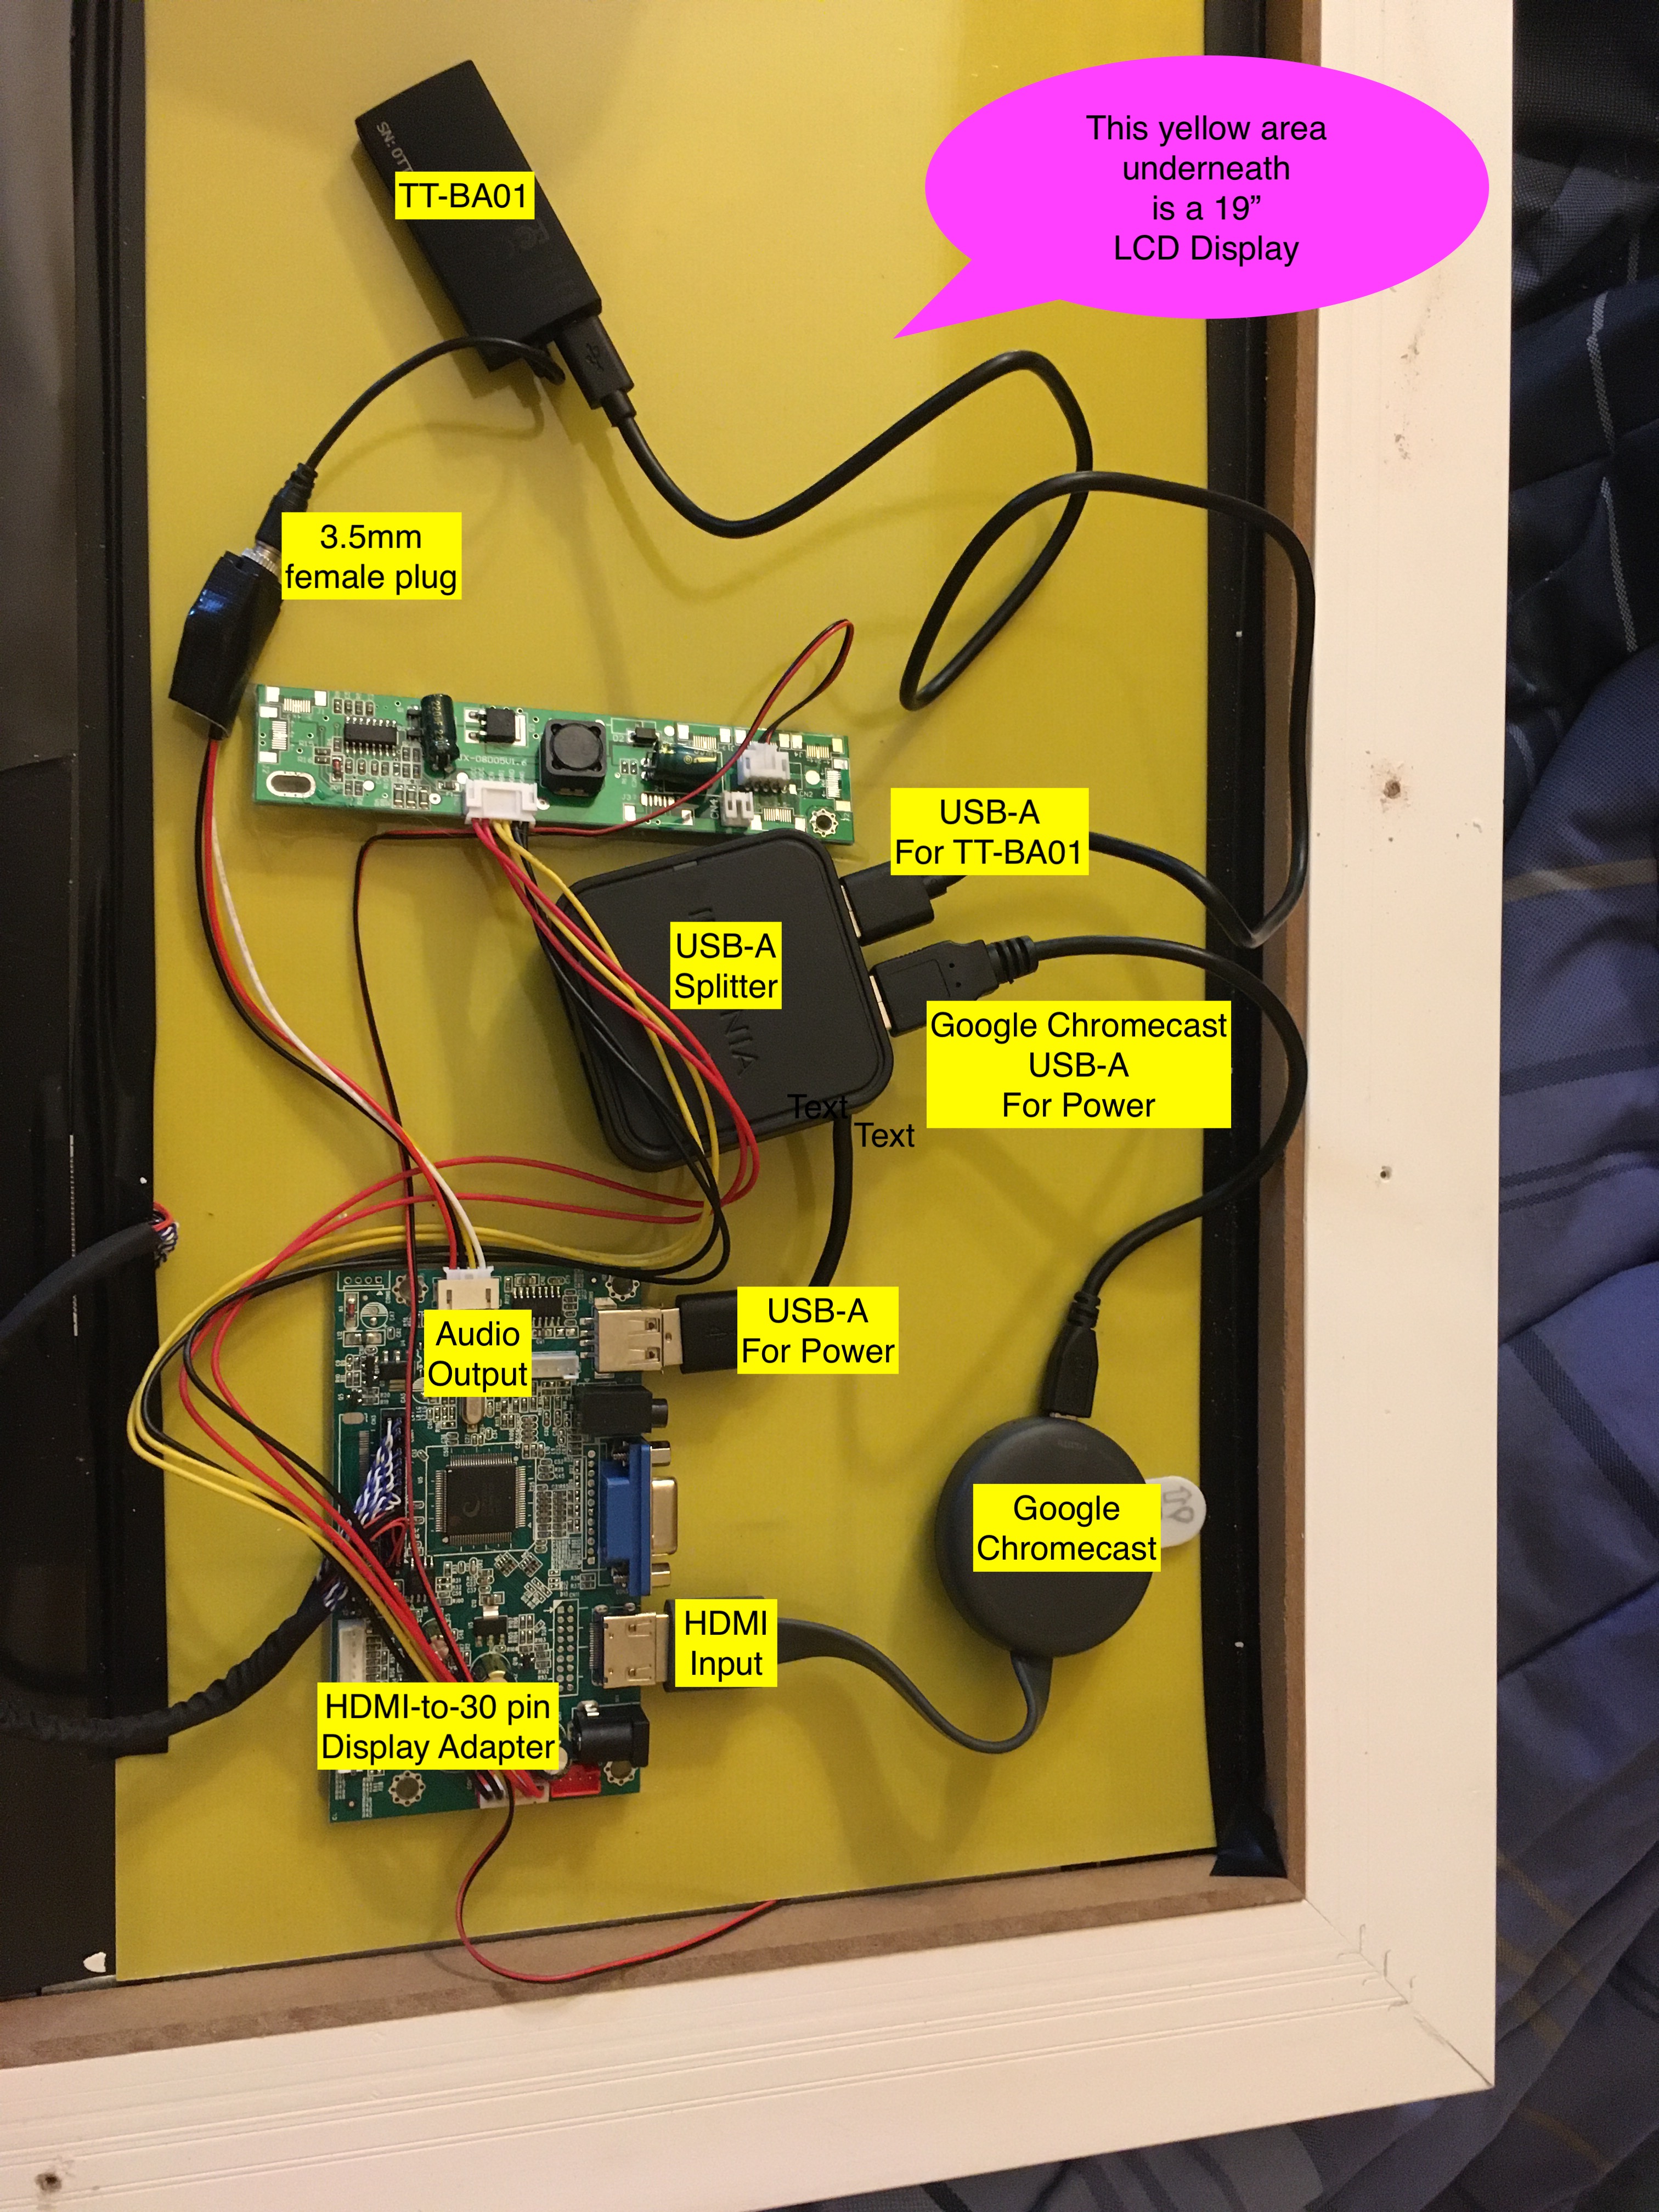 This yellow area
underneath
is a 19”
LCD Display
SN: 0TT
TT-BA01
3.5mm
female plug
USB-A
For TT-BA01
USB-A
Splitter
Google Chromecast
USB-A
For Power
Text
Text
USB-A
For Power
Audio
Output
Google
Chromecast
HDMI
Input
HDMI-to-30 pin
Display Adapter